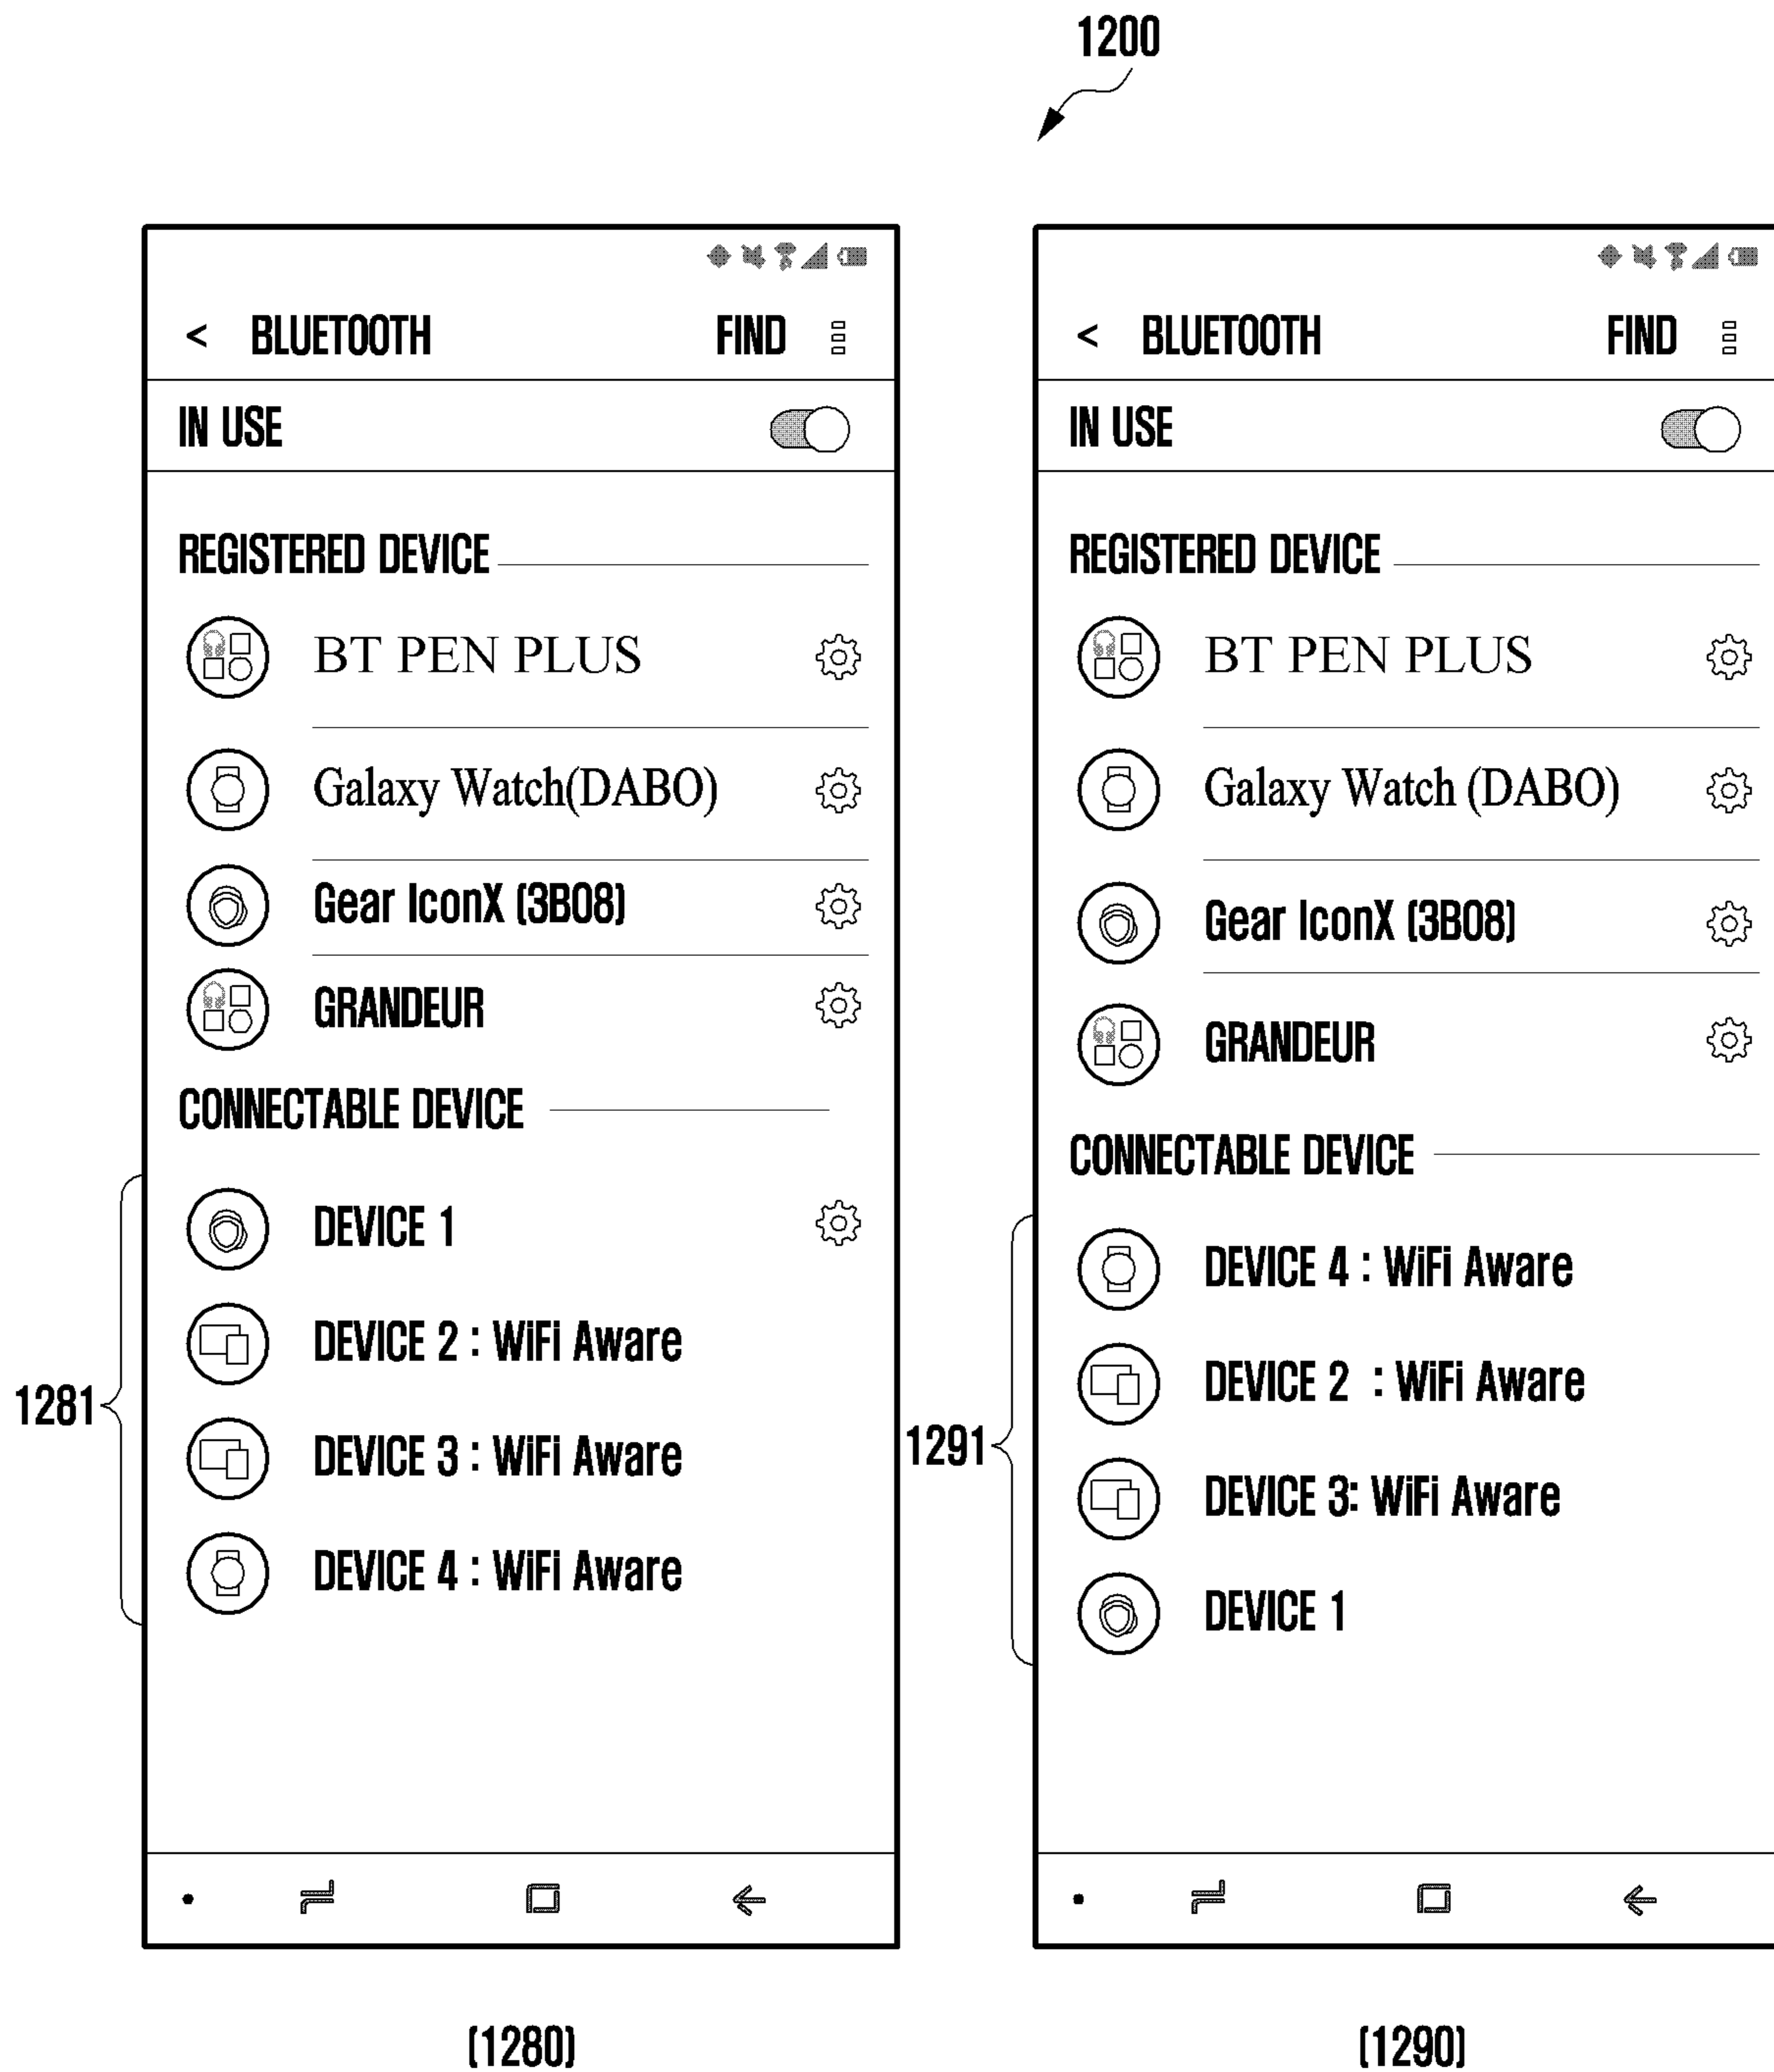 1200
< BLUETOOTH FIND
IN USE
REGISTERED DEVICE
BT PEN PLUS
Galaxy Watch(DABO)
Gear IconX (3B08)
GRANDEUR
CONNECTABLE DEVICE
1281
DEVICE 1
DEVICE 2 : WiFi Aware
DEVICE 3 : WiFi Aware
DEVICE 4 : WiFi Aware
(1280)
< BLUETOOTH FIND
IN USE
REGISTERED DEVICE
BT PEN PLUS
Galaxy Watch (DABO)
Gear IconX (3B08)
GRANDEUR
CONNECTABLE DEVICE
1291
DEVICE 4 : WiFi Aware
DEVICE 2 : WiFi Aware
DEVICE 3: WiFi Aware
DEVICE 1
(1290)